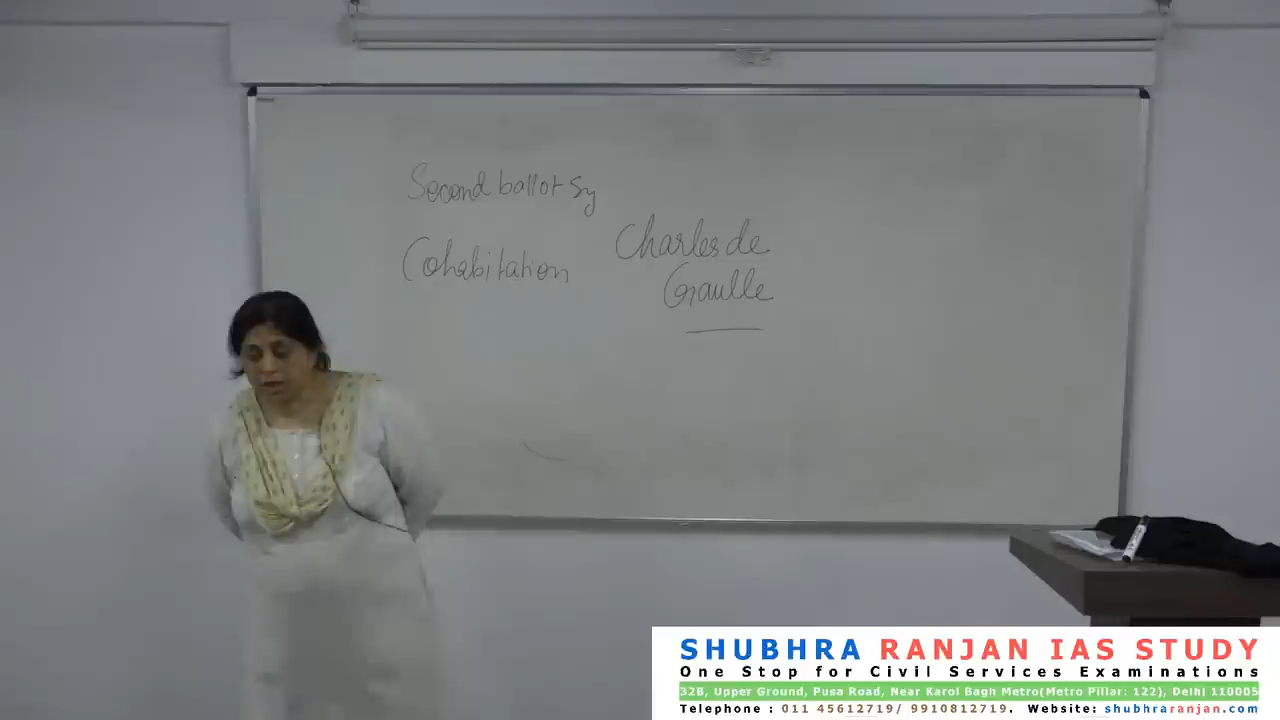 Second ballot Sy
Cohabitation
Charles de
Gaulle
SHUBHRA RANJAN IAS STUDY
One Stop for Civil Services Examinations
32B, Upper Ground, Pusa Road, Near Karol Bagh Metro(Metro Pillar: 122), Delhi 110005
Telephone : 011 45612719/ 9910812719. Website: shubhraranjan.com